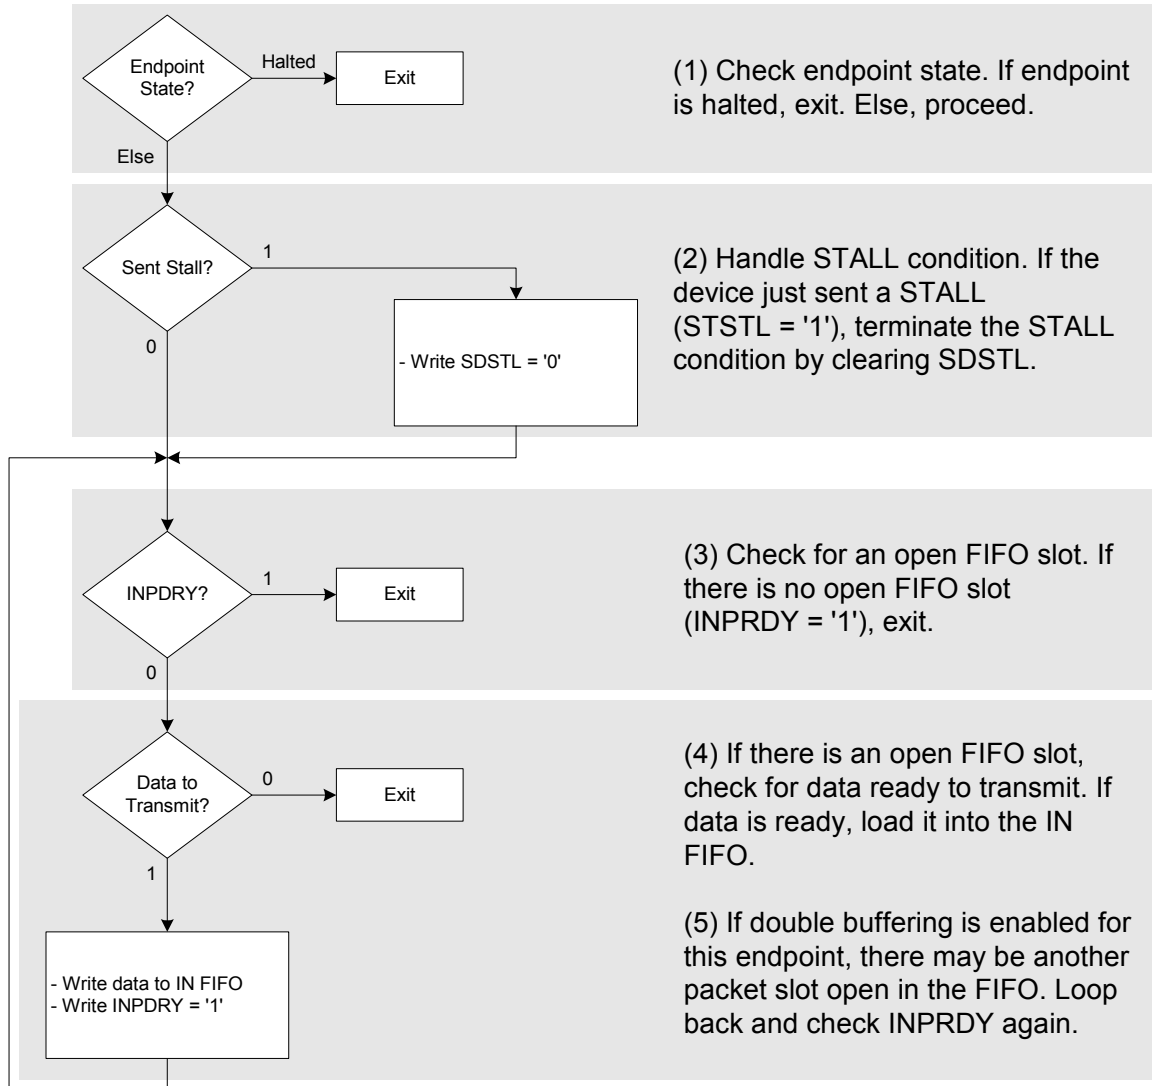 Endpoint
State?
Halted
Exit
Else
(1) Check endpoint state. If endpoint
is halted, exit. Else, proceed.
Sent Stall?
1
0
- Write SDSTL = '0'
(2) Handle STALL condition. If the
device just sent a STALL
(STSTL = '1'), terminate the STALL
condition by clearing SDSTL.
INPDRY?
1
Exit
0
(3) Check for an open FIFO slot. If
there is no open FIFO slot
(INPRDY = '1'), exit.
Data to
Transmit?
0
Exit
1
- Write data to IN FIFO
- Write INPDRY = '1'
(4) If there is an open FIFO slot,
check for data ready to transmit. If
data is ready, load it into the IN
FIFO.
(5) If double buffering is enabled for
this endpoint, there may be another
packet slot open in the FIFO. Loop
back and check INPRDY again.